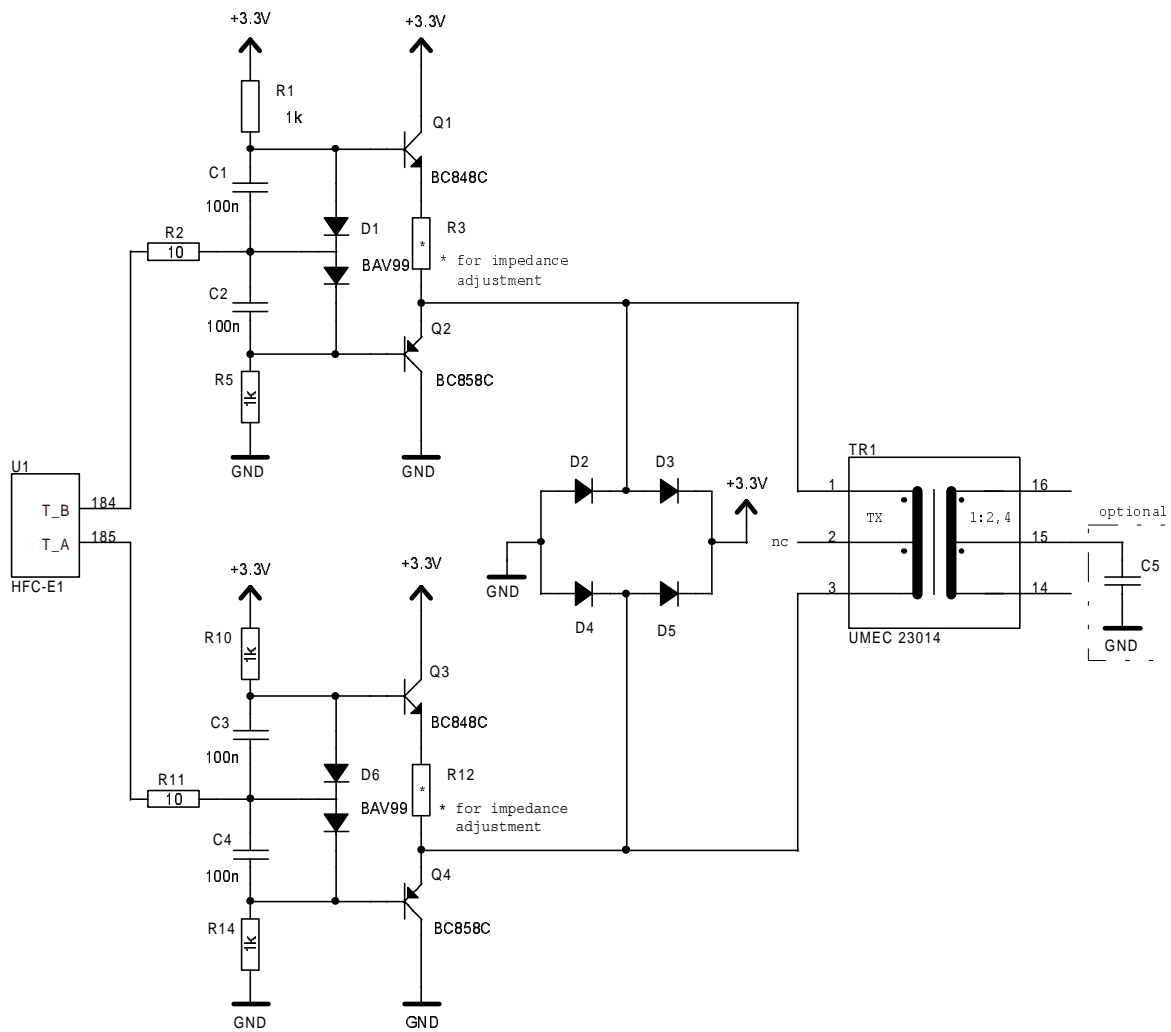 +3.3V
+3.3V
R1
1k
Q1
C1
BC848C
100n
R2
10
D1
R3
*
* for impedance
adjustment
BAV99
C2
100n
Q2
R5
1k
BC858C
GND
GND
U1
T_B
184
T_A
185
HFC-E1
D2
D3
+3.3V
GND
D4
D5
TR1
1
TX
1:2,4
16
nc
2
15
optional
C5
3
14
UMEC 23014
GND
+3.3V
+3.3V
R10
1k
Q3
C3
BC848C
100n
R11
10
D6
R12
*
BAV99
* for impedance
adjustment
C4
100n
Q4
R14
1k
BC858C
GND
GND